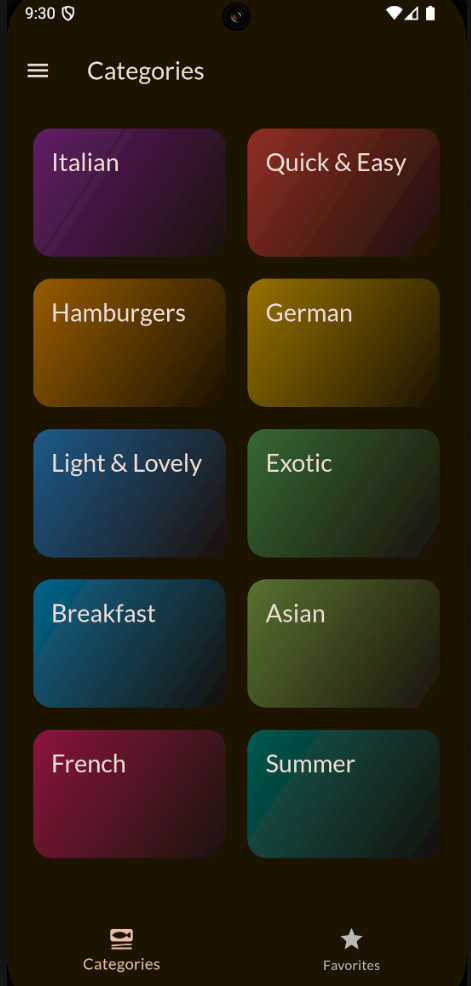 9:30
Categories
Italian
Quick & Easy
Hamburgers
German
Light & Lovely
Exotic
Breakfast
Asian
French
Summer
Categories
Favorites